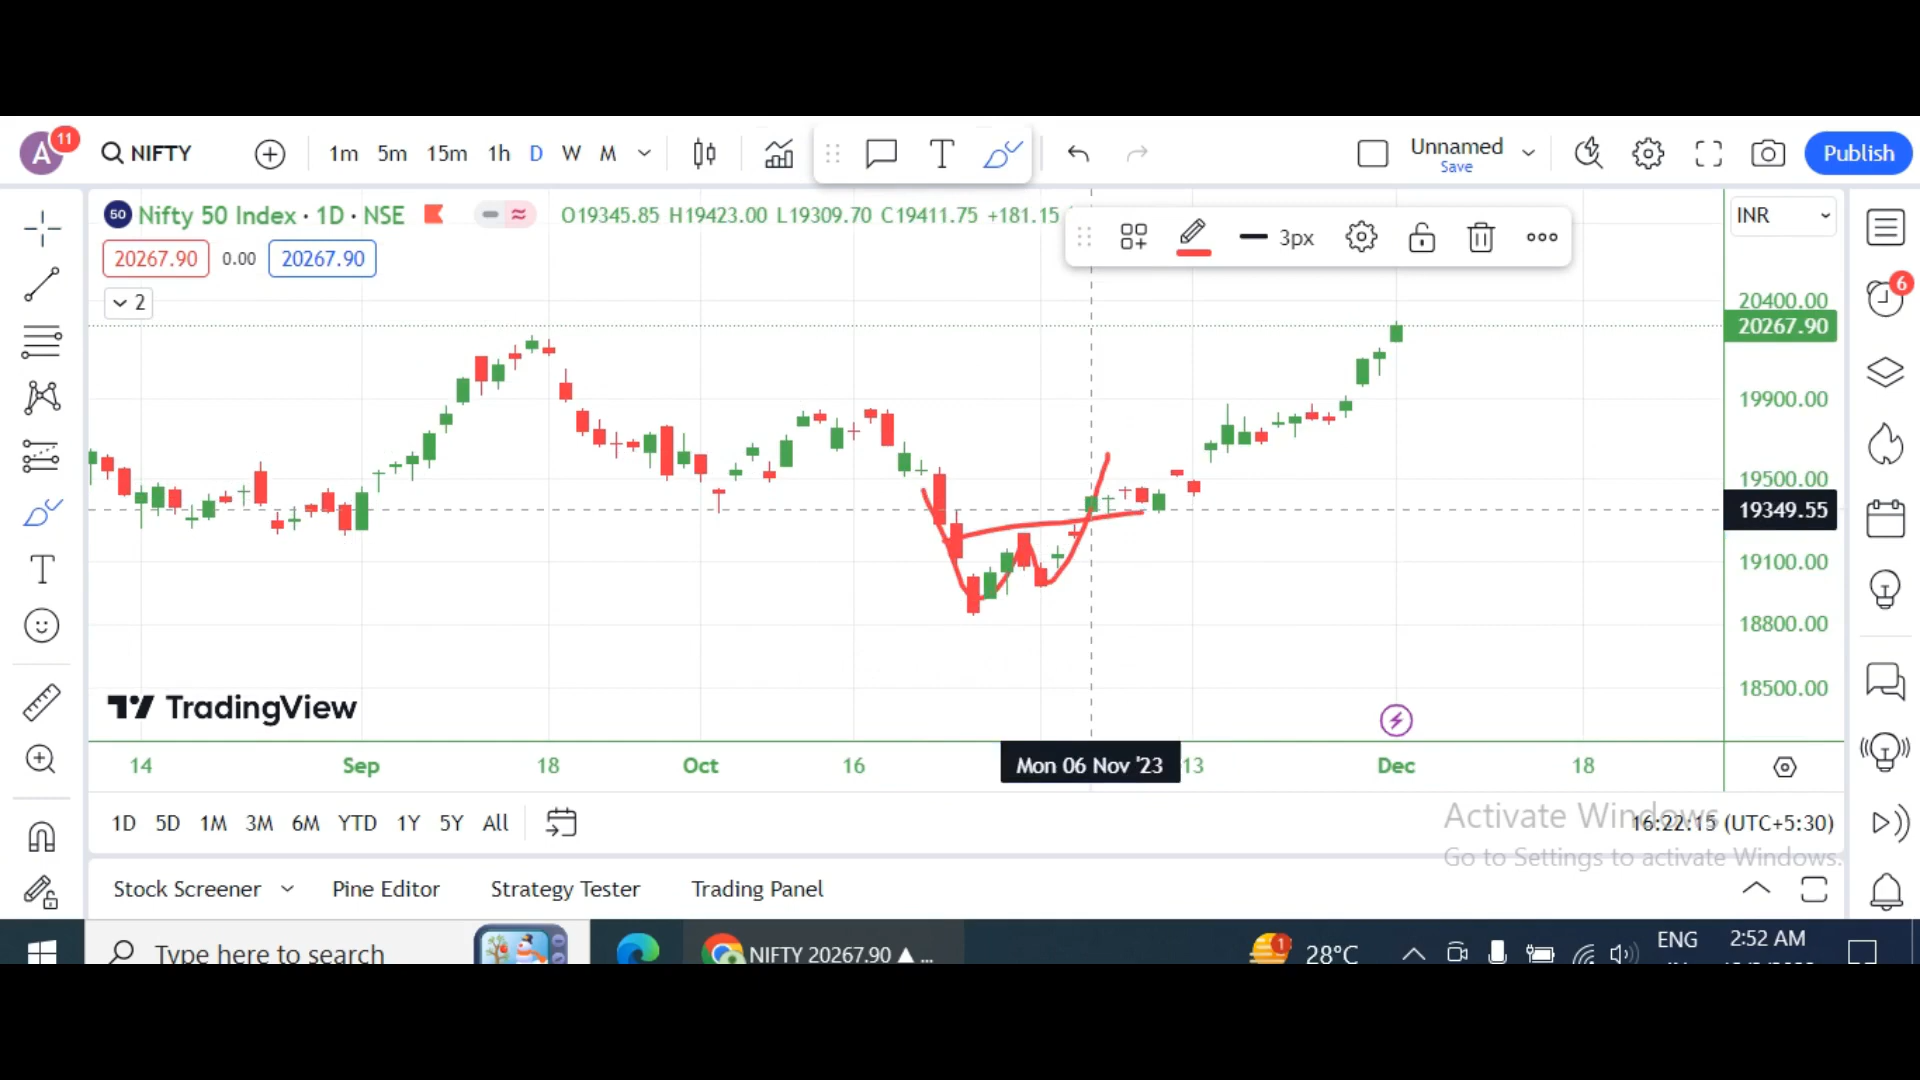 A 11 NIFTY 1m 5m 15m 1h D W M Unnamed Save Publish
50 Nifty 50 Index · 1D · NSE O19345.85 H19423.00 L19309.70 C19411.75 +181.15 INR
3px
20267.90 0.00 20267.90
2
20400.00
20267.90
19900.00
19500.00
19349.55
19100.00
18800.00
18500.00
6
TradingView
14 Sep 18 Oct 16 Mon 06 Nov '23 13 Dec 18
1D 5D 1M 3M 6M YTD 1Y 5Y All 16:22:15 (UTC+5:30)
Activate Windows
Go to Settings to activate Windows.
Stock Screener Pine Editor Strategy Tester Trading Panel
Type here to search NIFTY 20267.90 ▲ ... 1 28°C ENG 2:52 AM